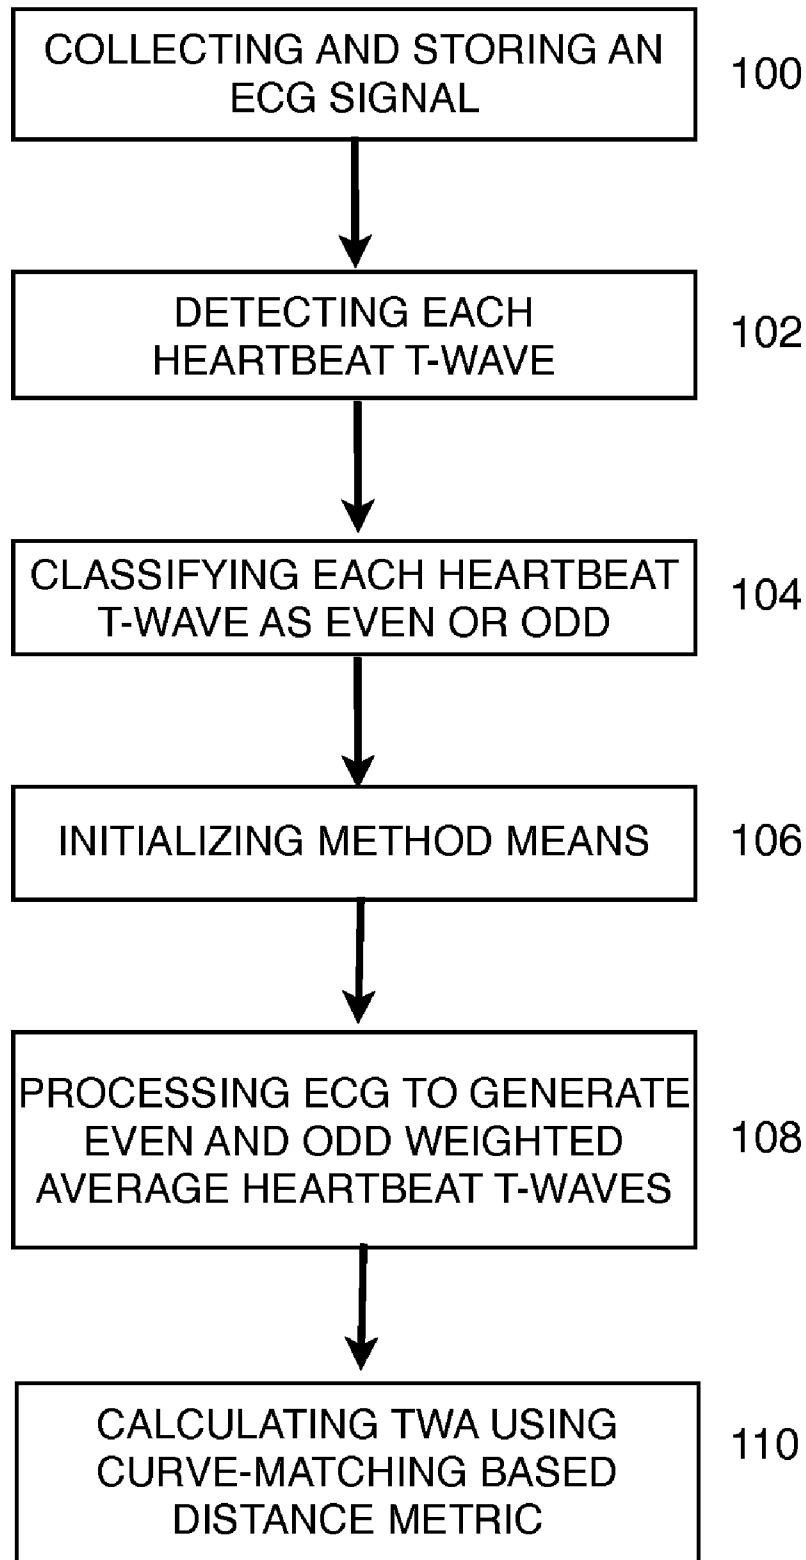 COLLECTING AND STORING AN
ECG SIGNAL
100
DETECTING EACH
HEARTBEAT T-WAVE
102
CLASSIFYING EACH HEARTBEAT
T-WAVE AS EVEN OR ODD
104
INITIALIZING METHOD MEANS
106
PROCESSING ECG TO GENERATE
EVEN AND ODD WEIGHTED
AVERAGE HEARTBEAT T-WAVES
108
CALCULATING TWA USING
CURVE-MATCHING BASED
DISTANCE METRIC
110